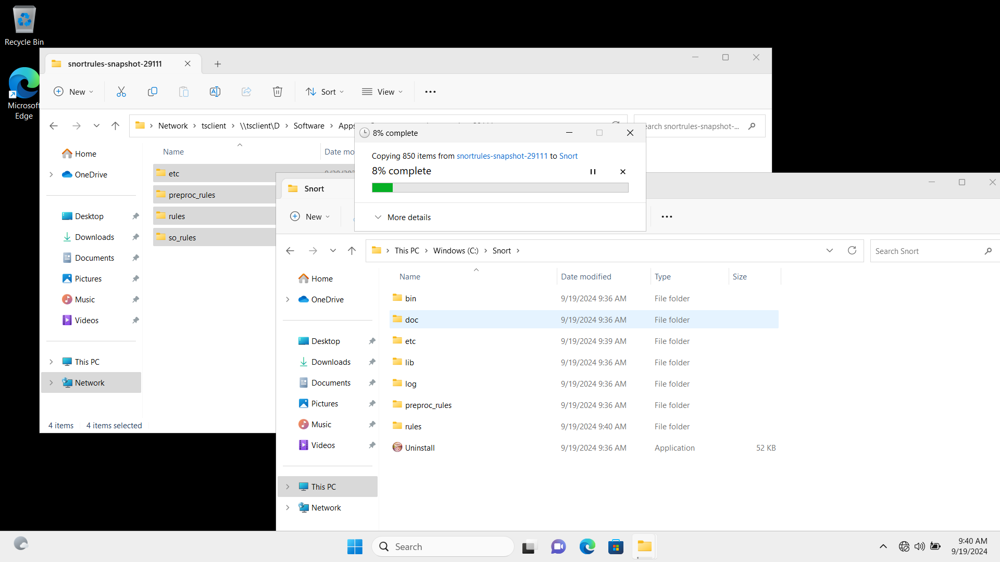 Recycle Bin
Microsoft
Edge
snortrules-snapshot-29111
New
Sort
View
Network
tsclient
\\tsclient\D
Software
Apps
earch snortrules-snapshot-...
Home
OneDrive
Desktop
Downloads
Documents
Pictures
Music
Videos
This PC
Network
Name
Date mo
etc
preproc_rules
rules
so_rules
4 items
4 items selected
8% complete
Copying 850 items from snortrules-snapshot-29111 to Snort
8% complete
More details
Snort
New
This PC
Windows (C:)
Snort
Search Snort
Home
OneDrive
Desktop
Downloads
Documents
Pictures
Music
Videos
This PC
Network
Name Date modified Type Size
bin 9/19/2024 9:36 AM File folder
doc 9/19/2024 9:36 AM File folder
etc 9/19/2024 9:39 AM File folder
lib 9/19/2024 9:36 AM File folder
log 9/19/2024 9:36 AM File folder
preproc_rules 9/19/2024 9:36 AM File folder
rules 9/19/2024 9:40 AM File folder
Uninstall 9/19/2024 9:36 AM Application 52 KB
Search
9:40 AM
9/19/2024